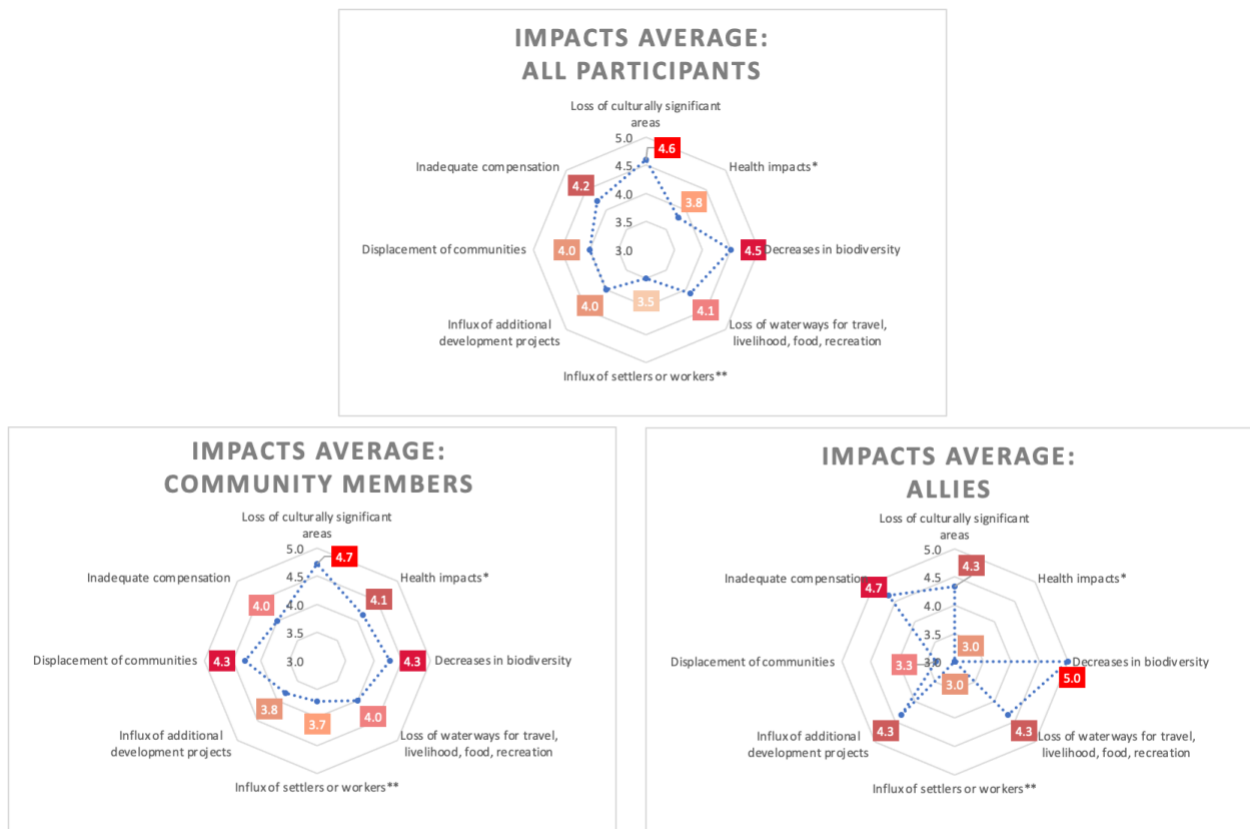 IMPACTS AVERAGE:
ALL PARTICIPANTS
Loss of culturally significant
areas
5.0
4.6
Inadequate compensation
Health impacts*
4.5
4.2
4.0
3.8
3.5
Displacement of communities
4.0
3.0
4.5
Decreases in biodiversity
4.0
3.5
4.1
Influx of additional
development projects
Loss of waterways for travel,
livelihood, food, recreation
Influx of settlers or workers**
IMPACTS AVERAGE:
COMMUNITY MEMBERS
Loss of culturally significant
areas
5.0
4.7
Inadequate compensation
Health impacts*
4.5
4.0
4.1
4.0
3.5
Displacement of communities
4.3
3.0
4.3
Decreases in biodiversity
3.8
3.7
4.0
Influx of additional
development projects
Loss of waterways for travel,
livelihood, food, recreation
Influx of settlers or workers**
IMPACTS AVERAGE:
ALLIES
Loss of culturally significant
areas
5.0
4.3
Inadequate compensation
Health impacts*
4.7
4.5
4.0
3.5
3.0
Displacement of communities
3.3
3.0
Decreases in biodiversity
5.0
3.0
4.3
4.3
Influx of additional
development projects
Loss of waterways for travel,
livelihood, food, recreation
Influx of settlers or workers**